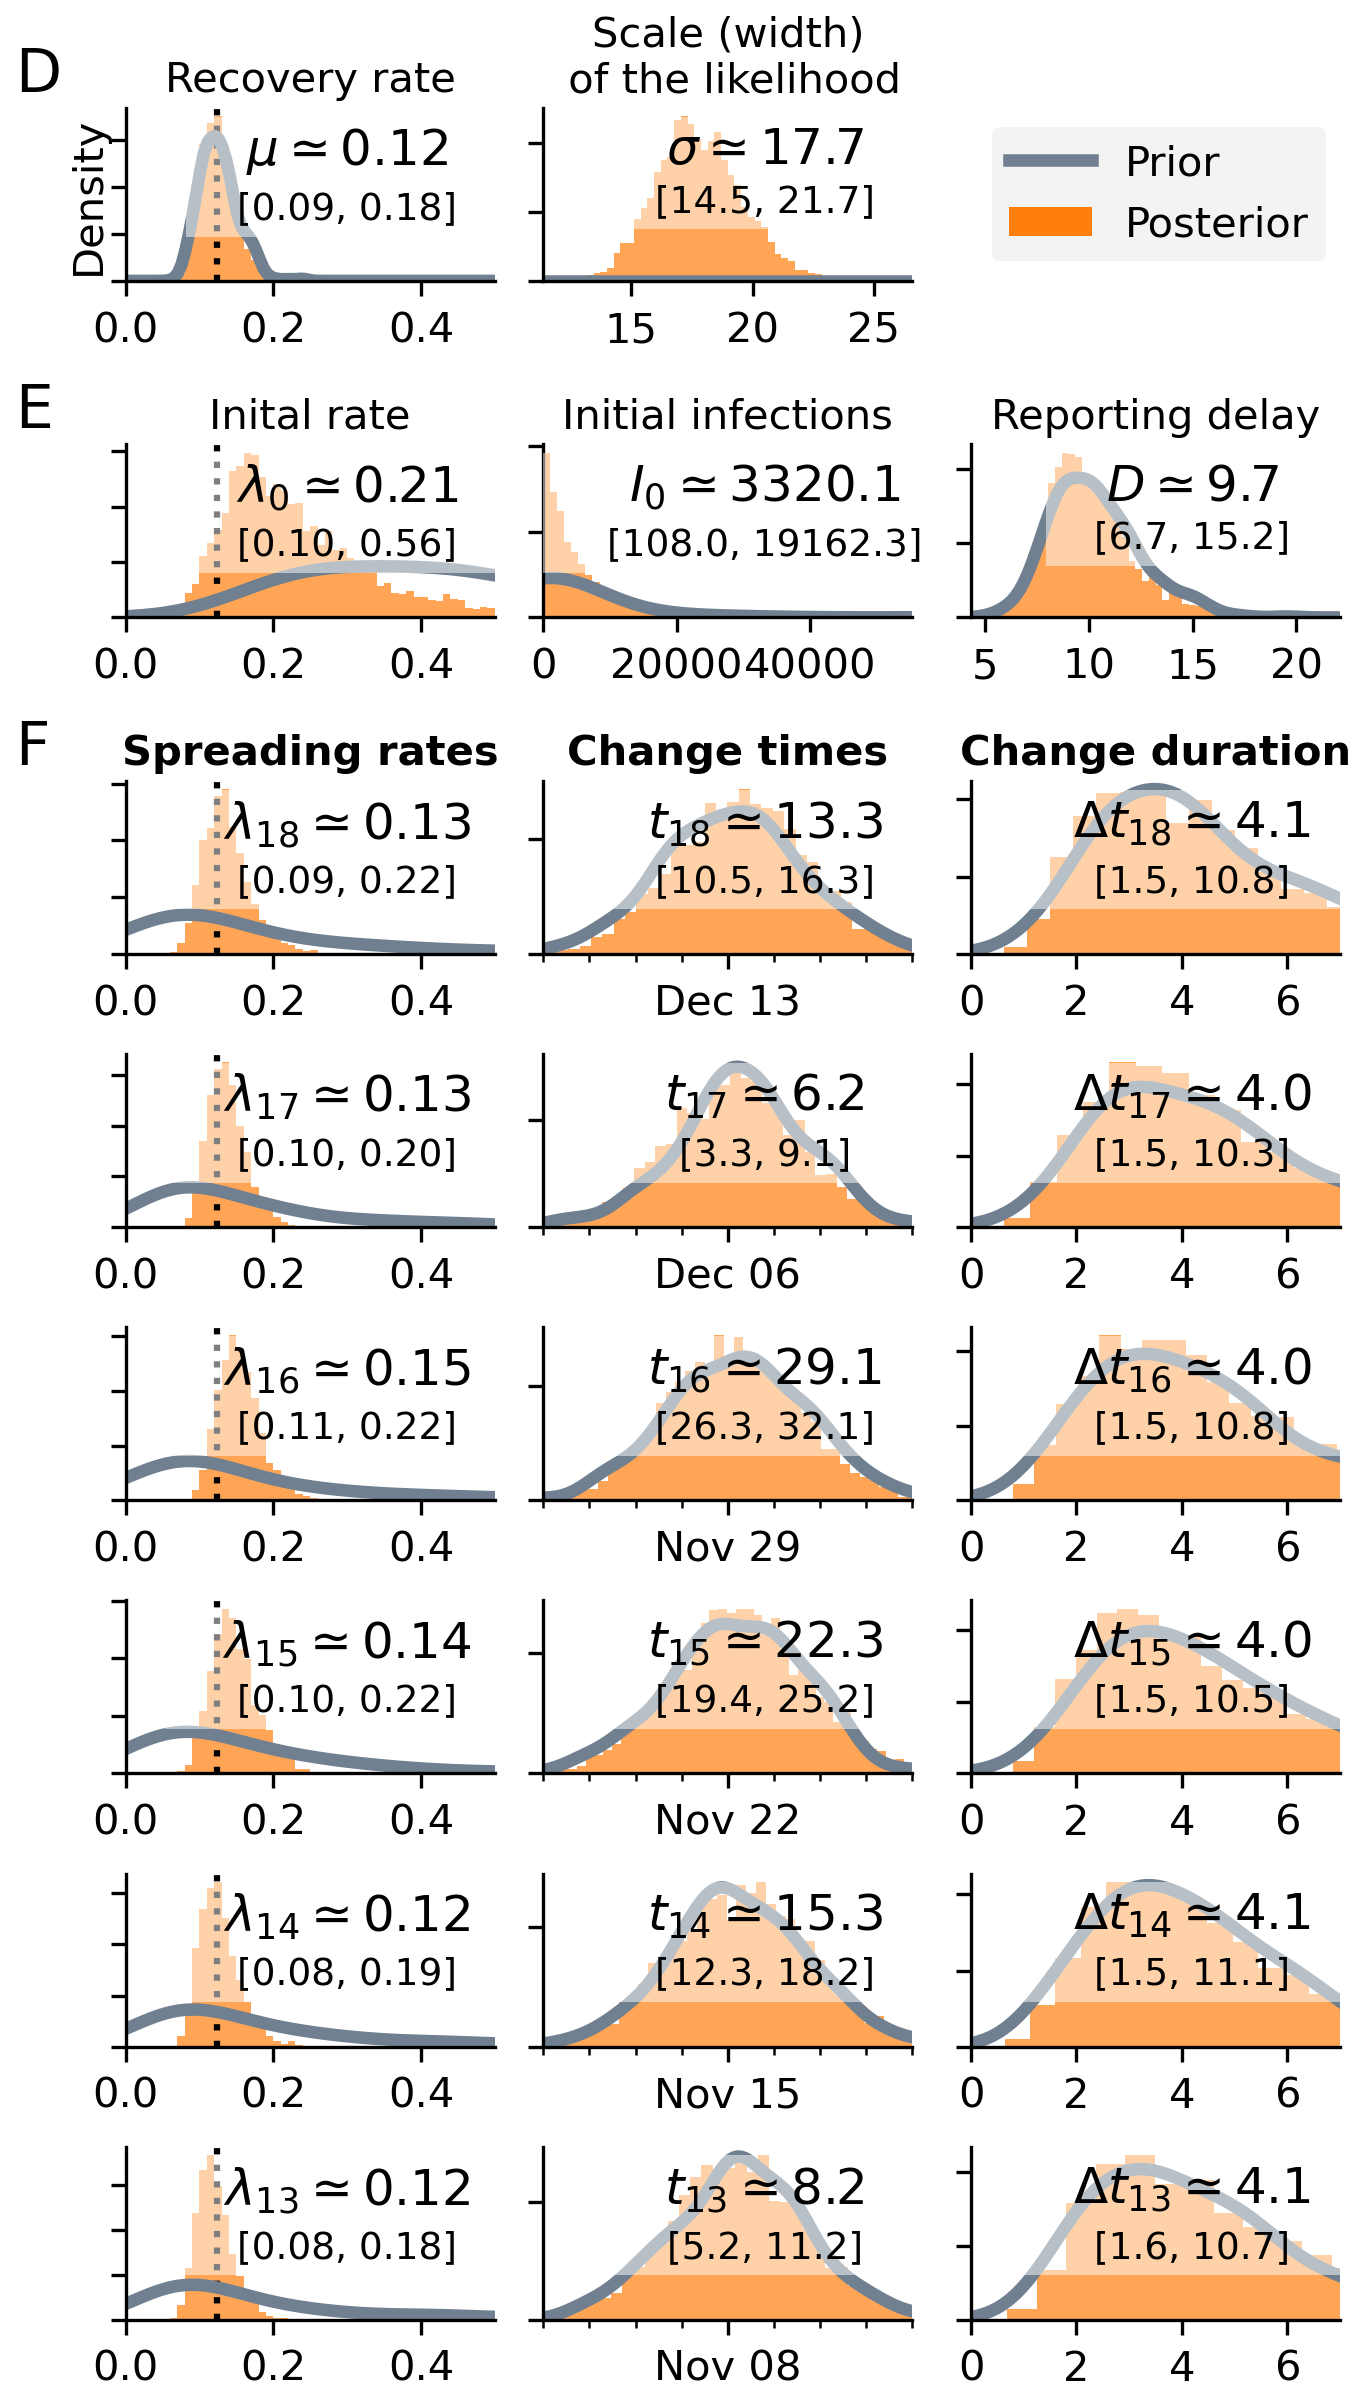 D
Recovery rate
Scale (width)
of the likelihood
Density
μ ≃ 0.12
[0.09, 0.18]
σ ≃ 17.7
[14.5, 21.7]
Prior
Posterior
0.0 0.2 0.4
15 20 25
E
Inital rate
Initial infections
Reporting delay
λ0 ≃ 0.21
[0.10, 0.56]
I0 ≃ 3320.1
[108.0, 19162.3]
D ≃ 9.7
[6.7, 15.2]
0.0 0.2 0.4
0 20000 40000
5 10 15 20
F
Spreading rates
Change times
Change duration
λ18 ≃ 0.13
[0.09, 0.22]
t18 ≃ 13.3
[10.5, 16.3]
Δt18 ≃ 4.1
[1.5, 10.8]
0.0 0.2 0.4
Dec 13
0 2 4 6
λ17 ≃ 0.13
[0.10, 0.20]
t17 ≃ 6.2
[3.3, 9.1]
Δt17 ≃ 4.0
[1.5, 10.3]
0.0 0.2 0.4
Dec 06
0 2 4 6
λ16 ≃ 0.15
[0.11, 0.22]
t16 ≃ 29.1
[26.3, 32.1]
Δt16 ≃ 4.0
[1.5, 10.8]
0.0 0.2 0.4
Nov 29
0 2 4 6
λ15 ≃ 0.14
[0.10, 0.22]
t15 ≃ 22.3
[19.4, 25.2]
Δt15 ≃ 4.0
[1.5, 10.5]
0.0 0.2 0.4
Nov 22
0 2 4 6
λ14 ≃ 0.12
[0.08, 0.19]
t14 ≃ 15.3
[12.3, 18.2]
Δt14 ≃ 4.1
[1.5, 11.1]
0.0 0.2 0.4
Nov 15
0 2 4 6
λ13 ≃ 0.12
[0.08, 0.18]
t13 ≃ 8.2
[5.2, 11.2]
Δt13 ≃ 4.1
[1.6, 10.7]
0.0 0.2 0.4
Nov 08
0 2 4 6